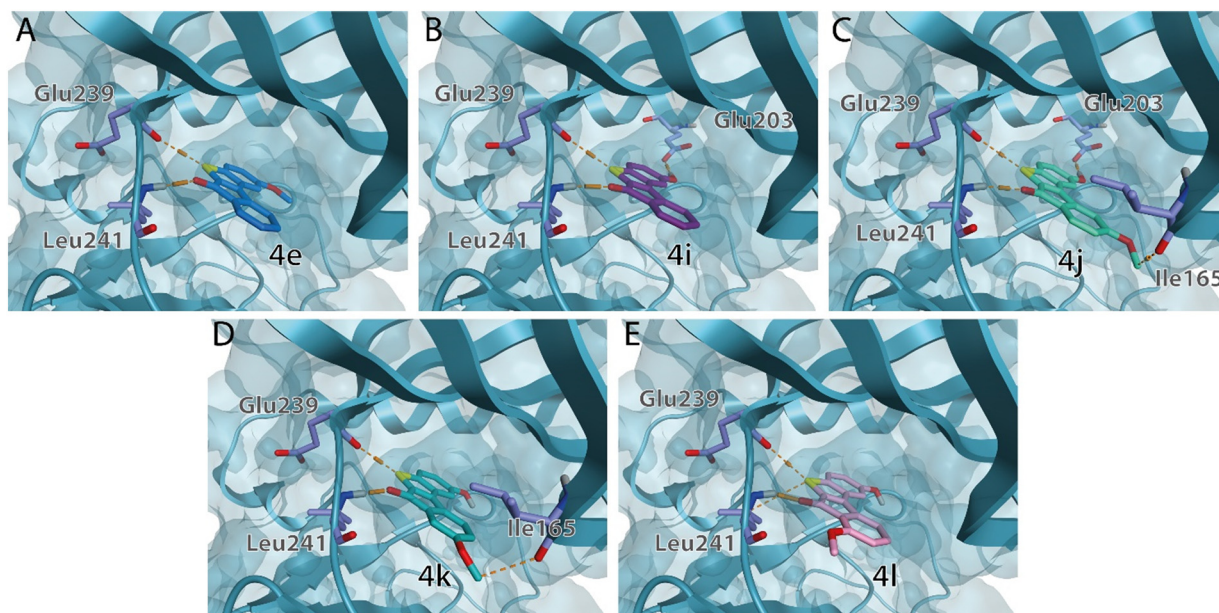 A
Glu239
Leu241
4e
B
Glu239
Glu203
Leu241
4i
C
Glu239
Glu203
Leu241
4j
Ile165
D
Glu239
Leu241
Ile165
4k
E
Glu239
Leu241
4l